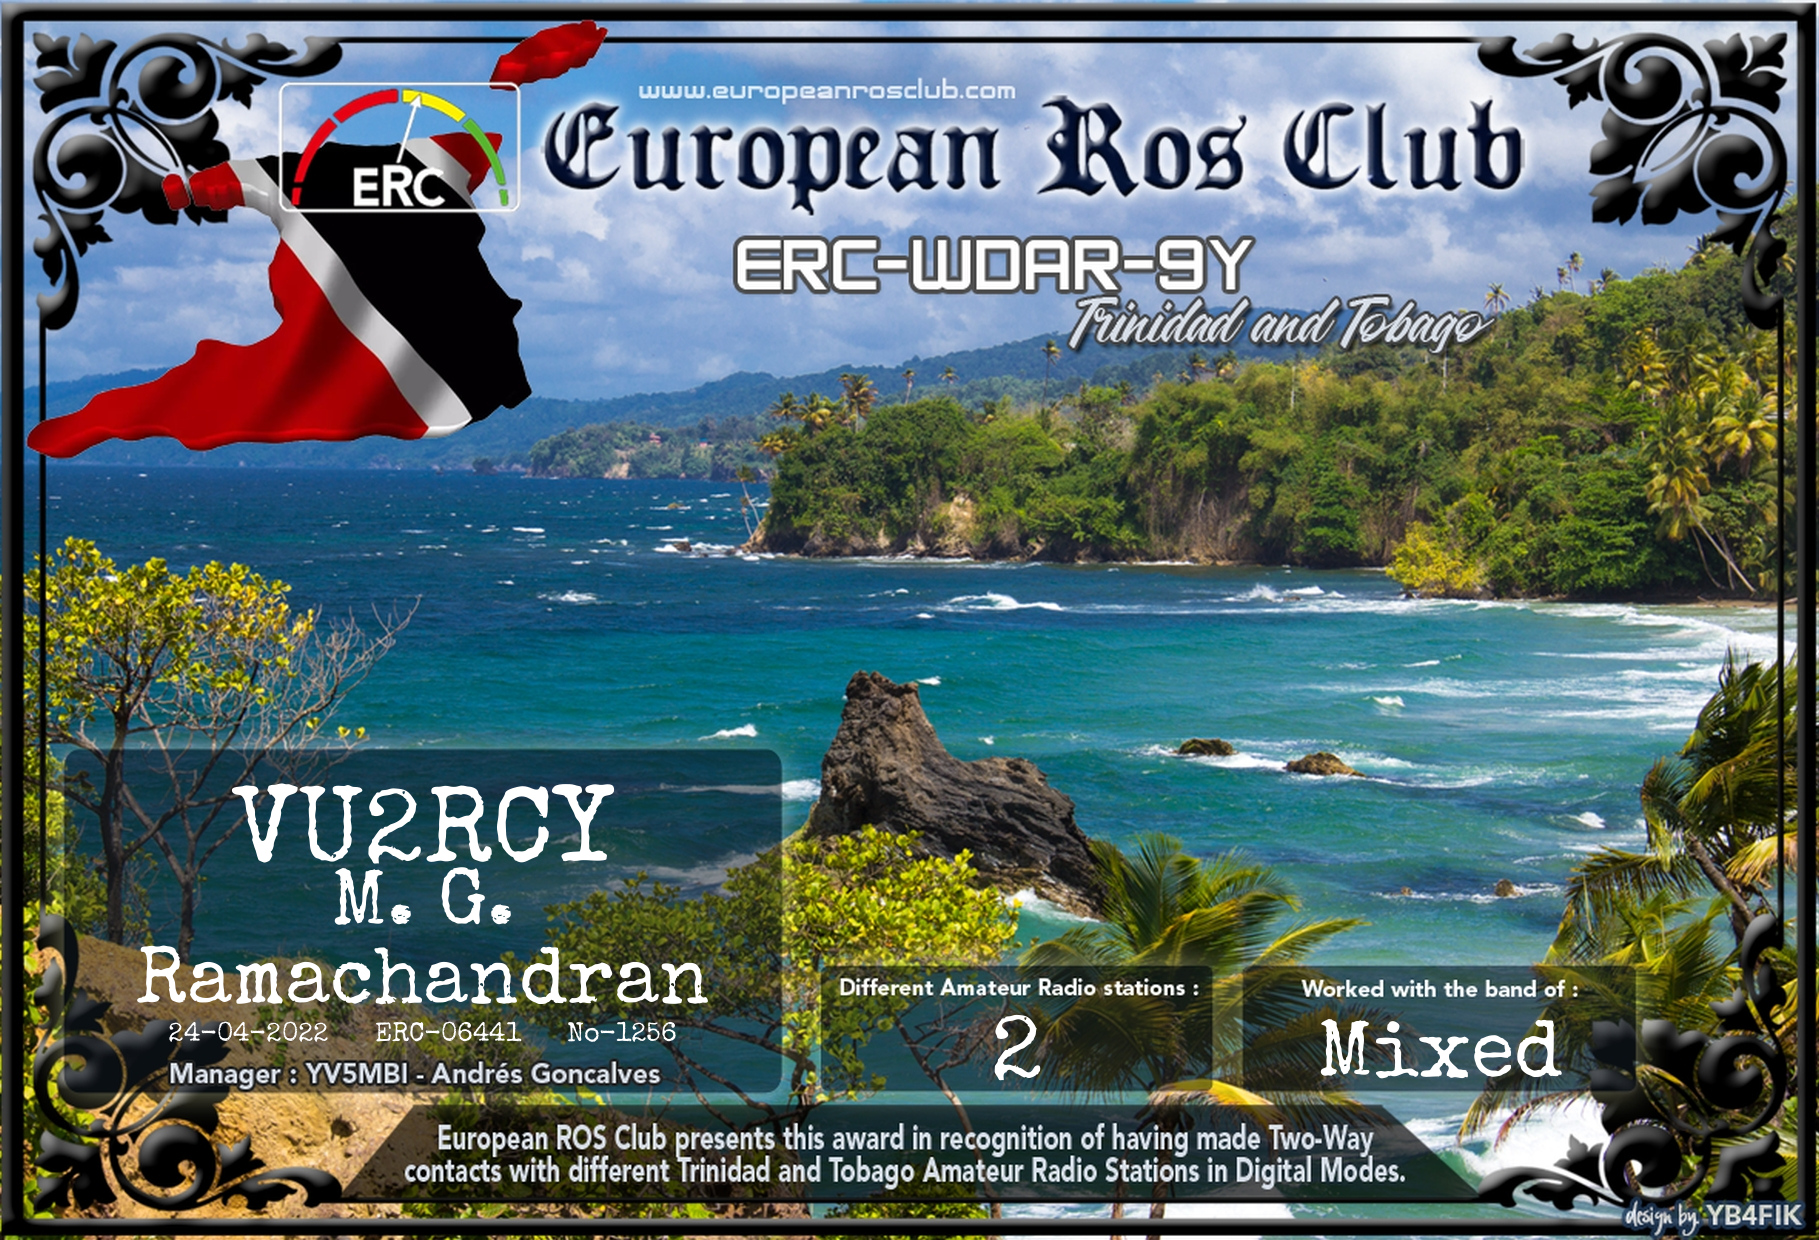 www.europeanrosclub.com
European Ros Club
ERC
ERC-WDAR-9Y
Trinidad and Tobago
VU2RCY
M. G.
Ramachandran
24-04-2022 ERC-06441 No-1256
Manager : YV5MBI - Andrés Goncalves
Different Amateur Radio stations :
2
Worked with the band of :
Mixed
European ROS Club presents this award in recognition of having made Two-Way
contacts with different Trinidad and Tobago Amateur Radio Stations in Digital Modes.
design by YB4FIK